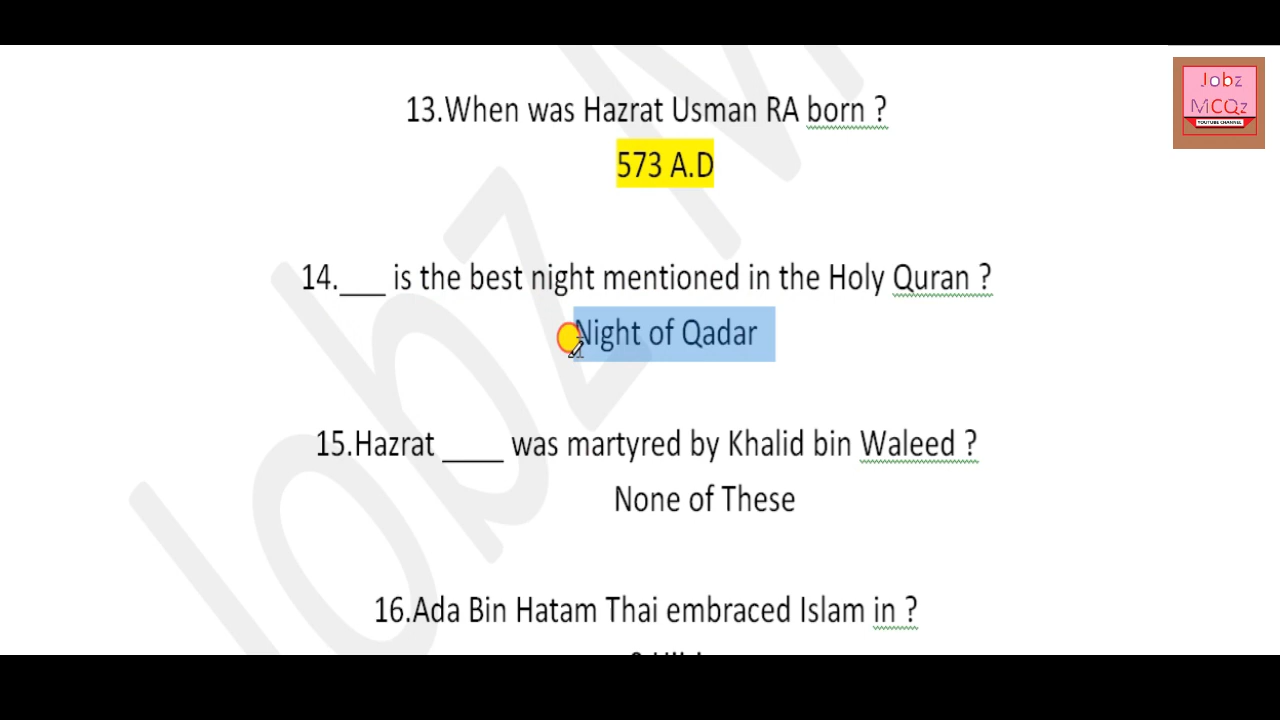 Jobz
MCQz
YOUTUBE CHANNEL
13.When was Hazrat Usman RA born ?
573 A.D
14.___ is the best night mentioned in the Holy Quran ?
Night of Qadar
15.Hazrat ____ was martyred by Khalid bin Waleed ?
None of These
16.Ada Bin Hatam Thai embraced Islam in ?